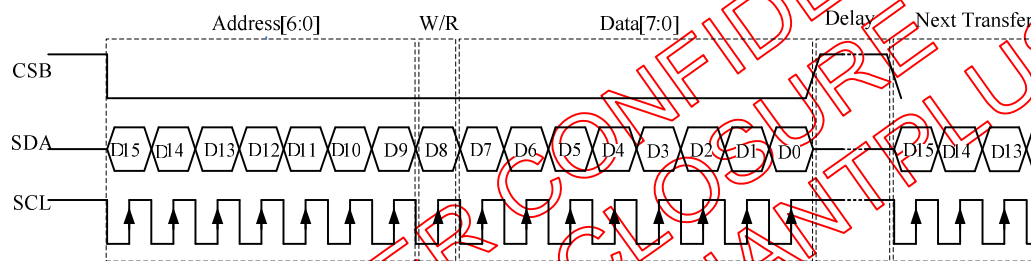 Address[6:0] W/R Data[7:0] Delay Next Transfer
CSB
SDA D15 D14 D13 D12 D11 D10 D9 D8 D7 D6 D5 D4 D3 D2 D1 D0 D15 D14 D13
SCL